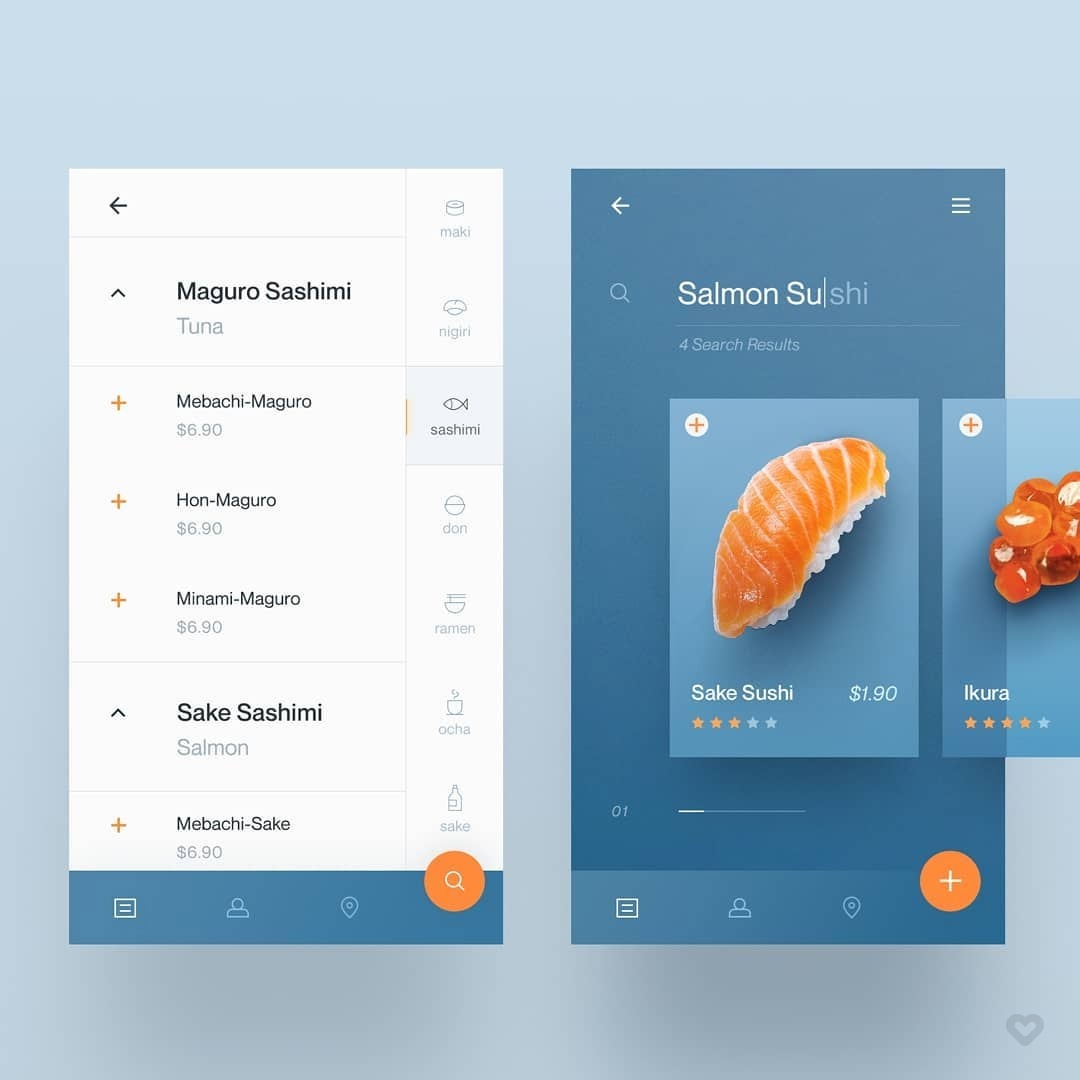 Maguro Sashimi
Tuna
Mebachi-Maguro
$6.90
Hon-Maguro
$6.90
Minami-Maguro
$6.90
Sake Sashimi
Salmon
Mebachi-Sake
$6.90
maki
nigiri
sashimi
don
ramen
ocha
sake
Salmon Sushi
4 Search Results
Sake Sushi $1.90
Ikura
01